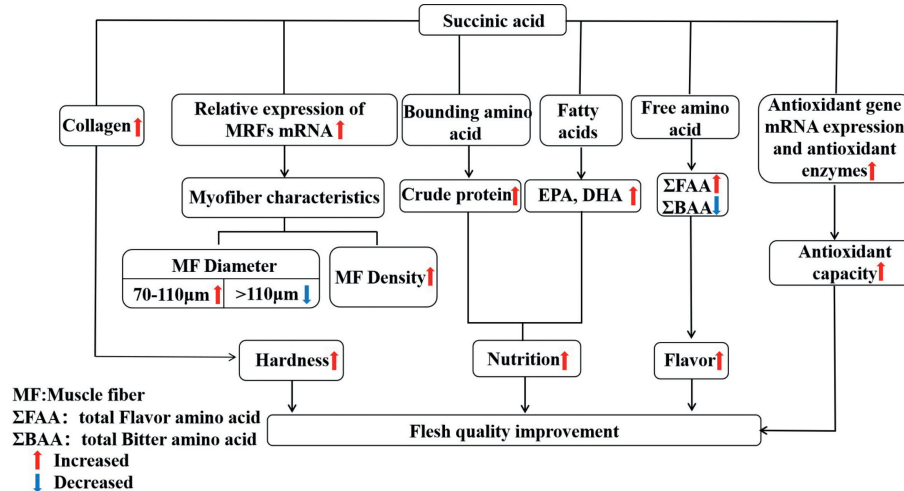 Succinic acid
Collagen
Relative expression of
MRFs mRNA
Bounding amino
acid
Fatty
acids
Free amino
acid
Antioxidant gene
mRNA expression
and antioxidant
enzymes
Myofiber characteristics
Crude protein
EPA, DHA
ΣFAA
ΣBAA
MF Diameter
70-110μm
>110μm
MF Density
Antioxidant
capacity
Hardness
Nutrition
Flavor
Flesh quality improvement
MF:Muscle fiber
ΣFAA: total Flavor amino acid
ΣBAA: total Bitter amino acid
Increased
Decreased